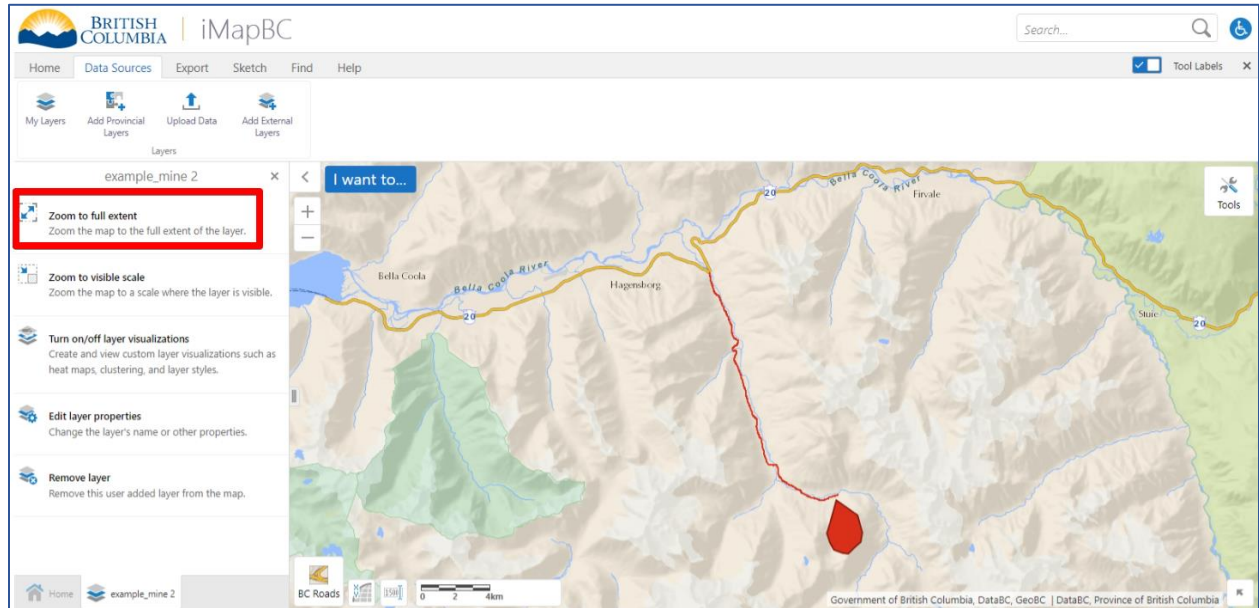 BRITISH
COLUMBIA
iMapBC
Search...
Home Data Sources Export Sketch Find Help
Tool Labels
My Layers
Add Provincial
Layers
Upload Data
Add External
Layers
Layers
example_mine 2
Zoom to full extent
Zoom the map to the full extent of the layer.
Zoom to visible scale
Zoom the map to a scale where the layer is visible.
Turn on/off layer visualizations
Create and view custom layer visualizations such as
heat maps, clustering, and layer styles.
Edit layer properties
Change the layer's name or other properties.
Remove layer
Remove this user added layer from the map.
Home
example_mine 2
I want to...
Tools
20
Bella Coola River
Firvale
Bella Coola
Bella Coola River
Hagensborg
20
Stuie
20
BC Roads
0 2 4km
Government of British Columbia, DataBC, GeoBC | DataBC, Province of British Columbia